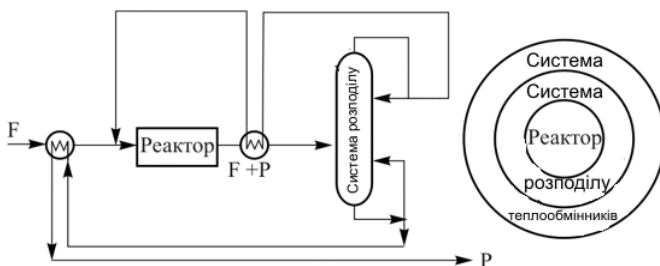 F
Реактор
F +P
Система розподілу
P
Система
Система
Реактор
розподілу
теплообмінників